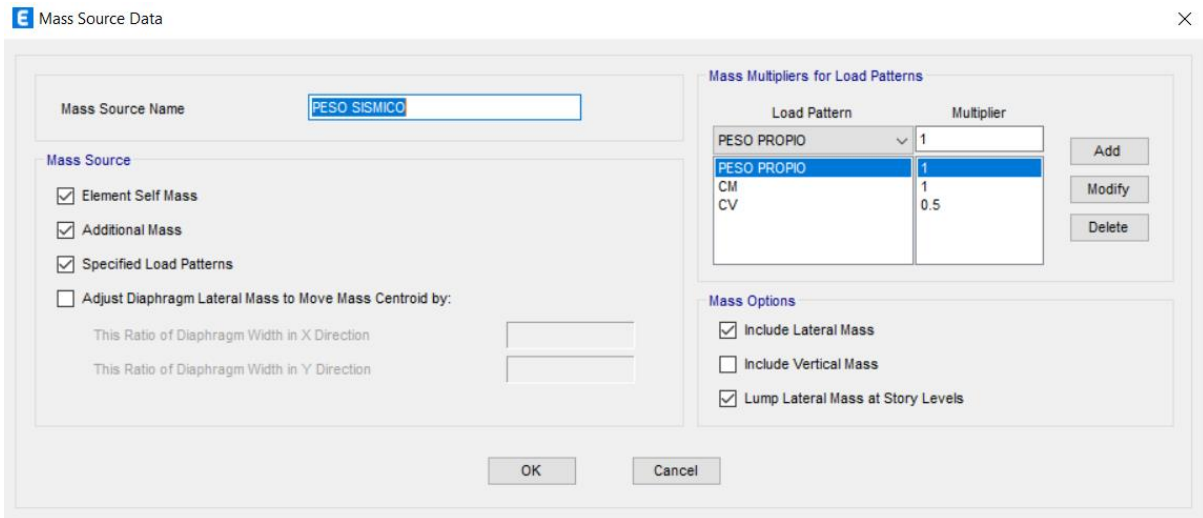 E Mass Source Data
Mass Source Name PESO SISMICO
Mass Source
Element Self Mass
Additional Mass
Specified Load Patterns
Adjust Diaphragm Lateral Mass to Move Mass Centroid by:
This Ratio of Diaphragm Width in X Direction
This Ratio of Diaphragm Width in Y Direction
Mass Multipliers for Load Patterns
Load Pattern Multiplier
PESO PROPIO 1
PESO PROPIO 1
CM 1
CV 0.5
Add
Modify
Delete
Mass Options
Include Lateral Mass
Include Vertical Mass
Lump Lateral Mass at Story Levels
OK Cancel